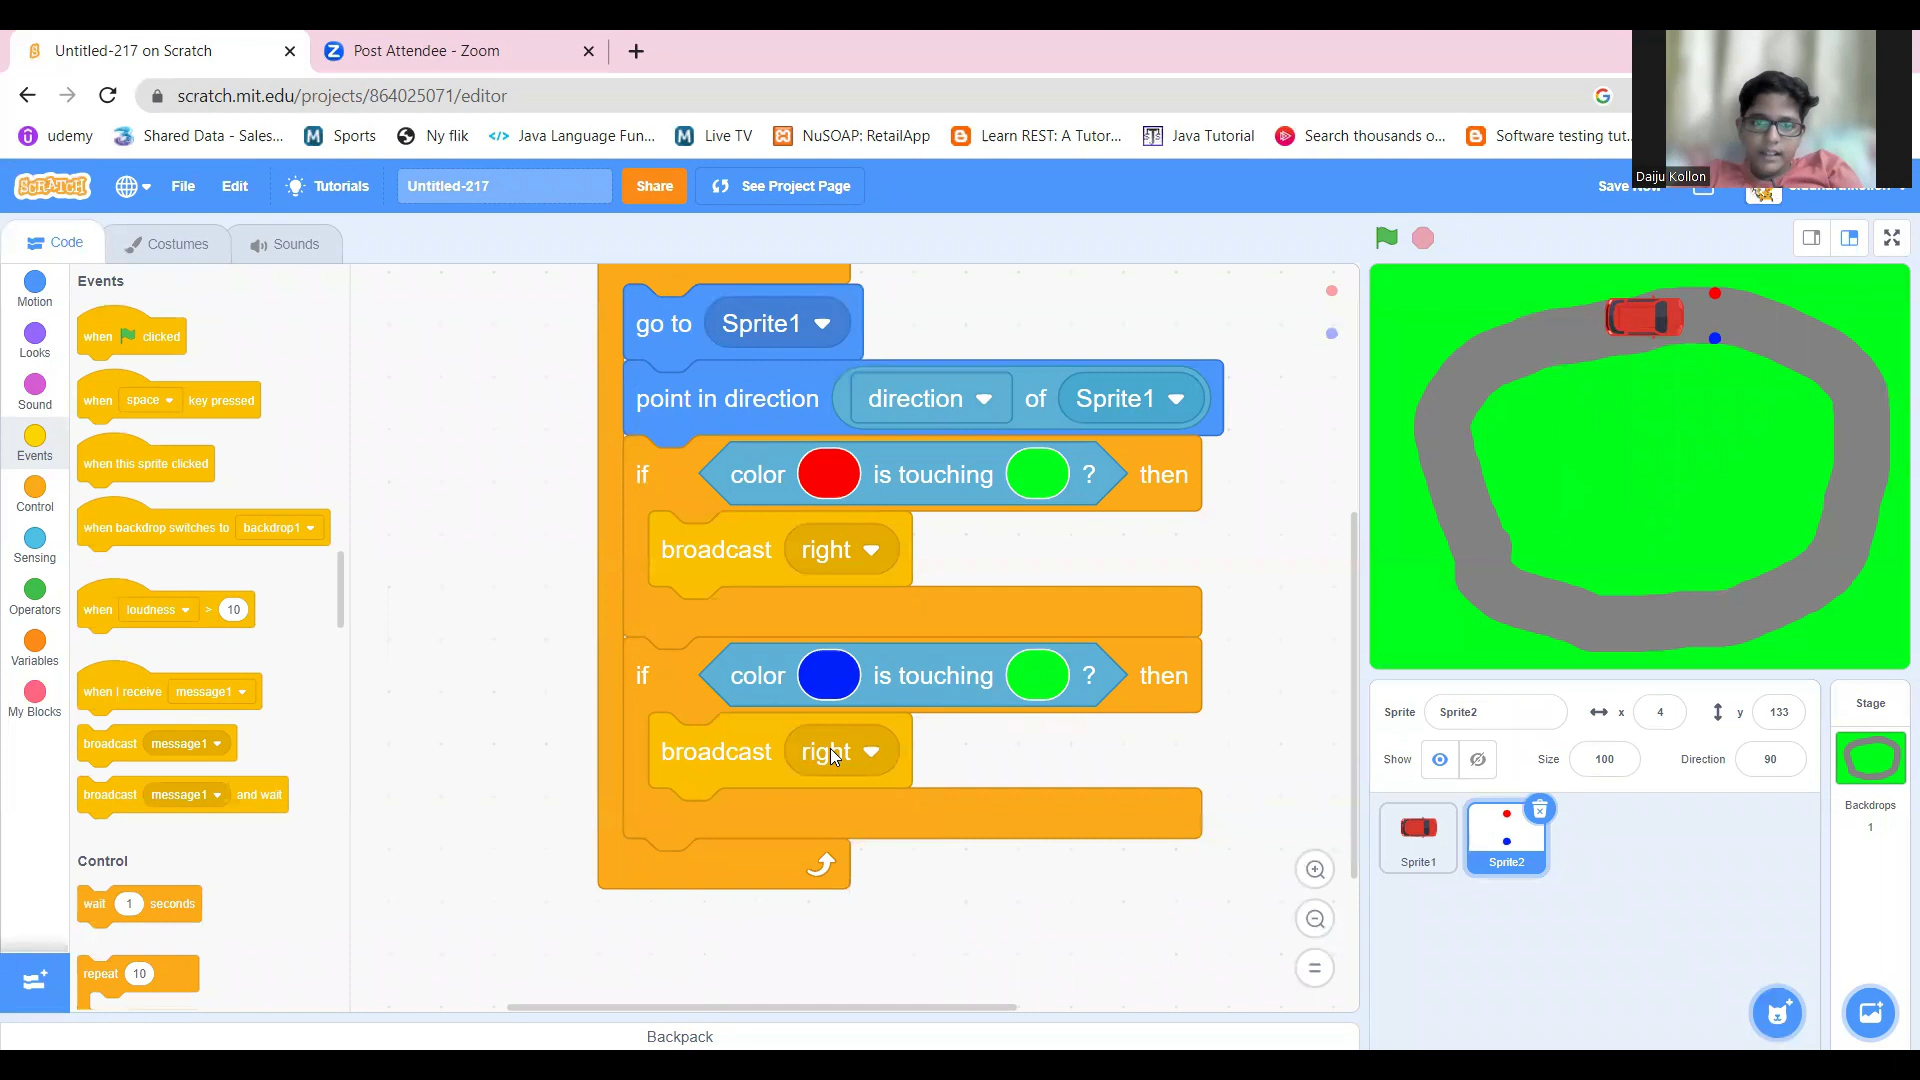 Untitled-217 on Scratch
Post Attendee - Zoom
scratch.mit.edu/projects/864025071/editor
udemy
Shared Data - Sales...
Sports
Ny flik
Java Language Fun...
Live TV
NuSOAP: RetailApp
Learn REST: A Tutor...
Java Tutorial
Search thousands o...
Software testing tut...
Daiju Kollon
SCRATCH
File
Edit
Tutorials
Untitled-217
Share
See Project Page
Code
Costumes
Sounds
Motion
Looks
Sound
Events
Control
Sensing
Operators
Variables
My Blocks
Events
when clicked
when space key pressed
when this sprite clicked
when backdrop switches to backdrop1
when loudness > 10
when I receive message1
broadcast message1
broadcast message1 and wait
Control
wait 1 seconds
repeat 10
go to Sprite1
point in direction direction of Sprite1
if color is touching ? then
broadcast right
if color is touching ? then
broadcast right
Backpack
Sprite Sprite2 x 4 y 133
Show Size 100 Direction 90
Sprite1
Sprite2
Stage
Backdrops
1